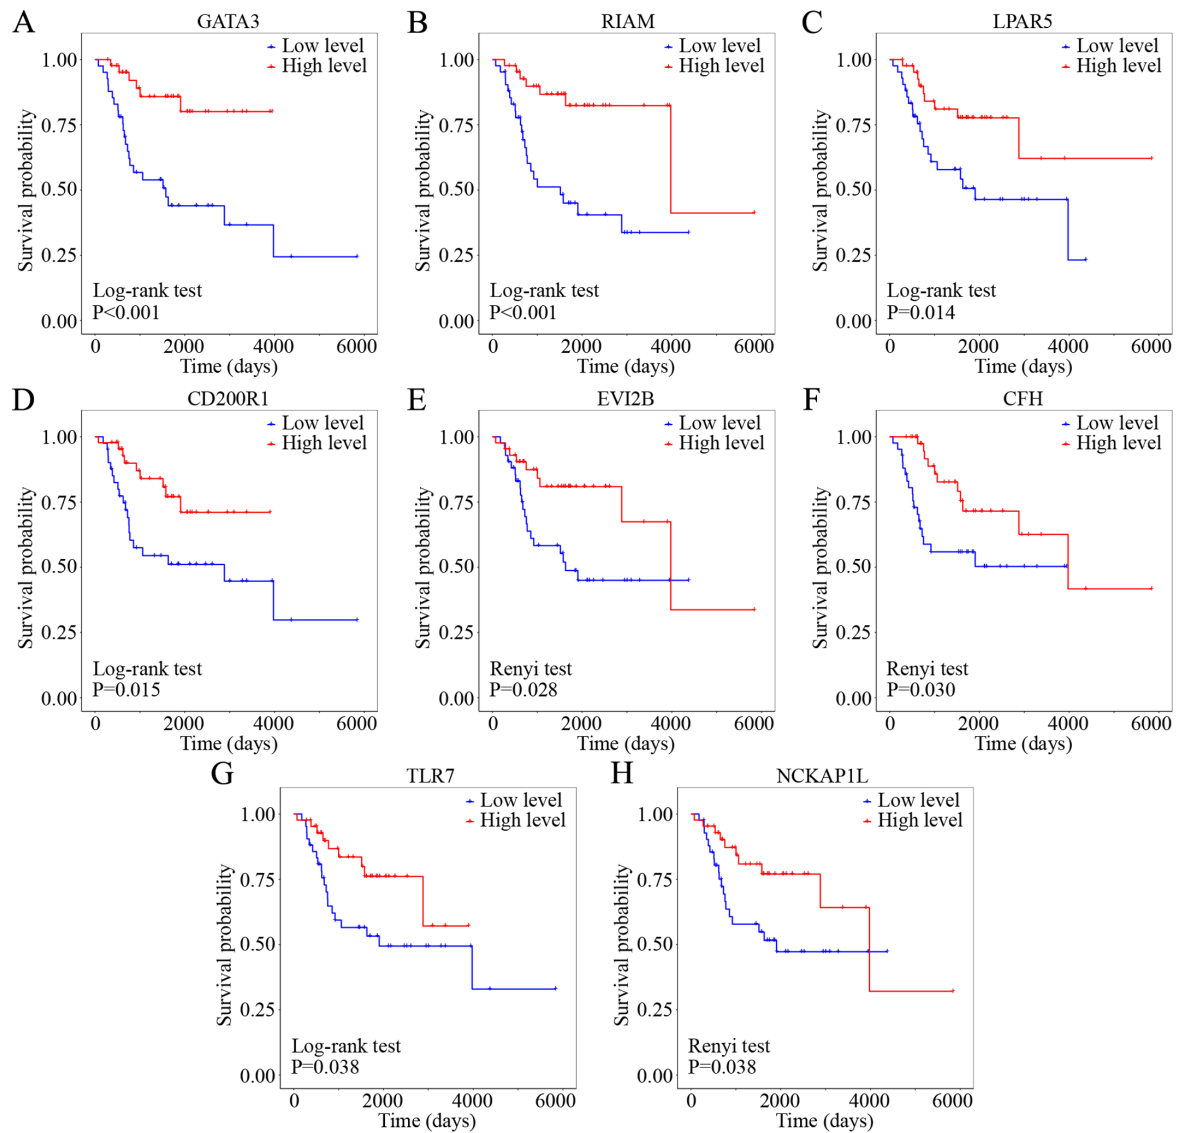 A
GATA3
Low level
High level
Survival probability
1.00
0.75
0.50
0.25
0.00
Log-rank test
P<0.001
0 2000 4000 6000
Time (days)
B
RIAM
Low level
High level
Survival probability
1.00
0.75
0.50
0.25
0.00
Log-rank test
P<0.001
0 2000 4000 6000
Time (days)
C
LPAR5
Low level
High level
Survival probability
1.00
0.75
0.50
0.25
0.00
Log-rank test
P=0.014
0 2000 4000 6000
Time (days)
D
CD200R1
Low level
High level
Survival probability
1.00
0.75
0.50
0.25
0.00
Log-rank test
P=0.015
0 2000 4000 6000
Time (days)
E
EVI2B
Low level
High level
Survival probability
1.00
0.75
0.50
0.25
0.00
Renyi test
P=0.028
0 2000 4000 6000
Time (days)
F
CFH
Low level
High level
Survival probability
1.00
0.75
0.50
0.25
0.00
Renyi test
P=0.030
0 2000 4000 6000
Time (days)
G
TLR7
Low level
High level
Survival probability
1.00
0.75
0.50
0.25
0.00
Log-rank test
P=0.038
0 2000 4000 6000
Time (days)
H
NCKAP1L
Low level
High level
Survival probability
1.00
0.75
0.50
0.25
0.00
Renyi test
P=0.038
0 2000 4000 6000
Time (days)